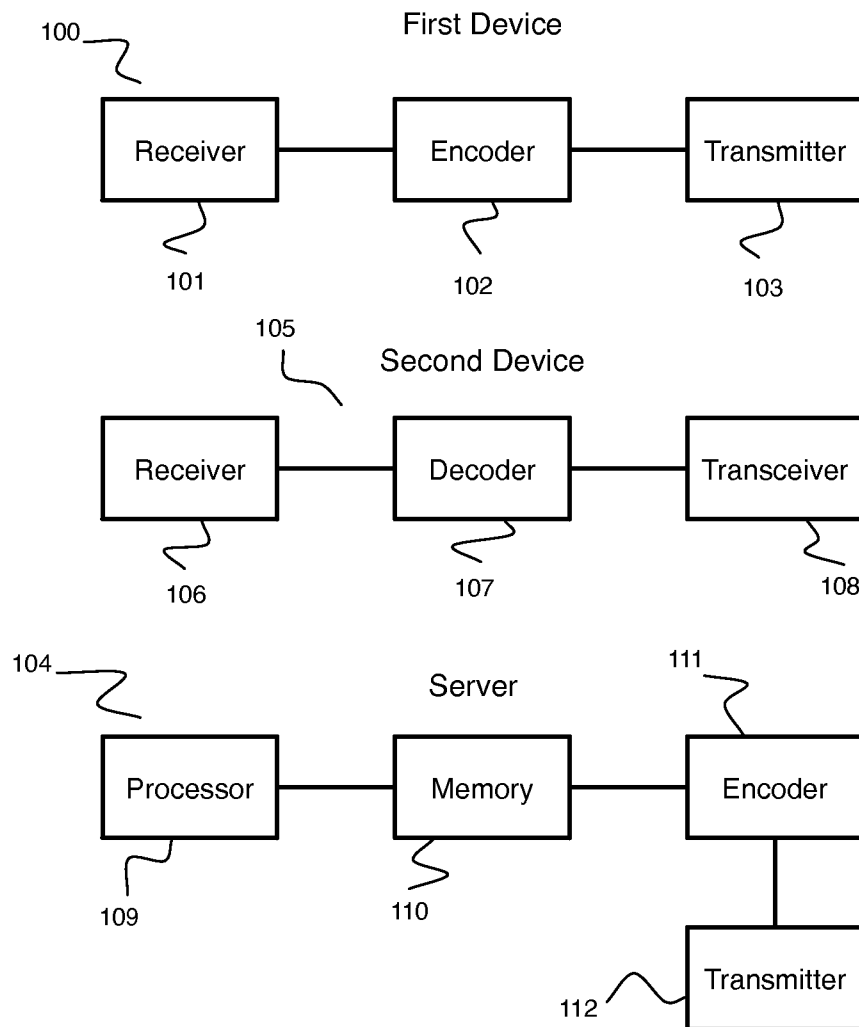 First Device
100
Receiver Encoder Transmitter
101 102 103
105
Second Device
Receiver Decoder Transceiver
106 107 108
104
Server
111
Processor Memory Encoder
109 110
Transmitter
112